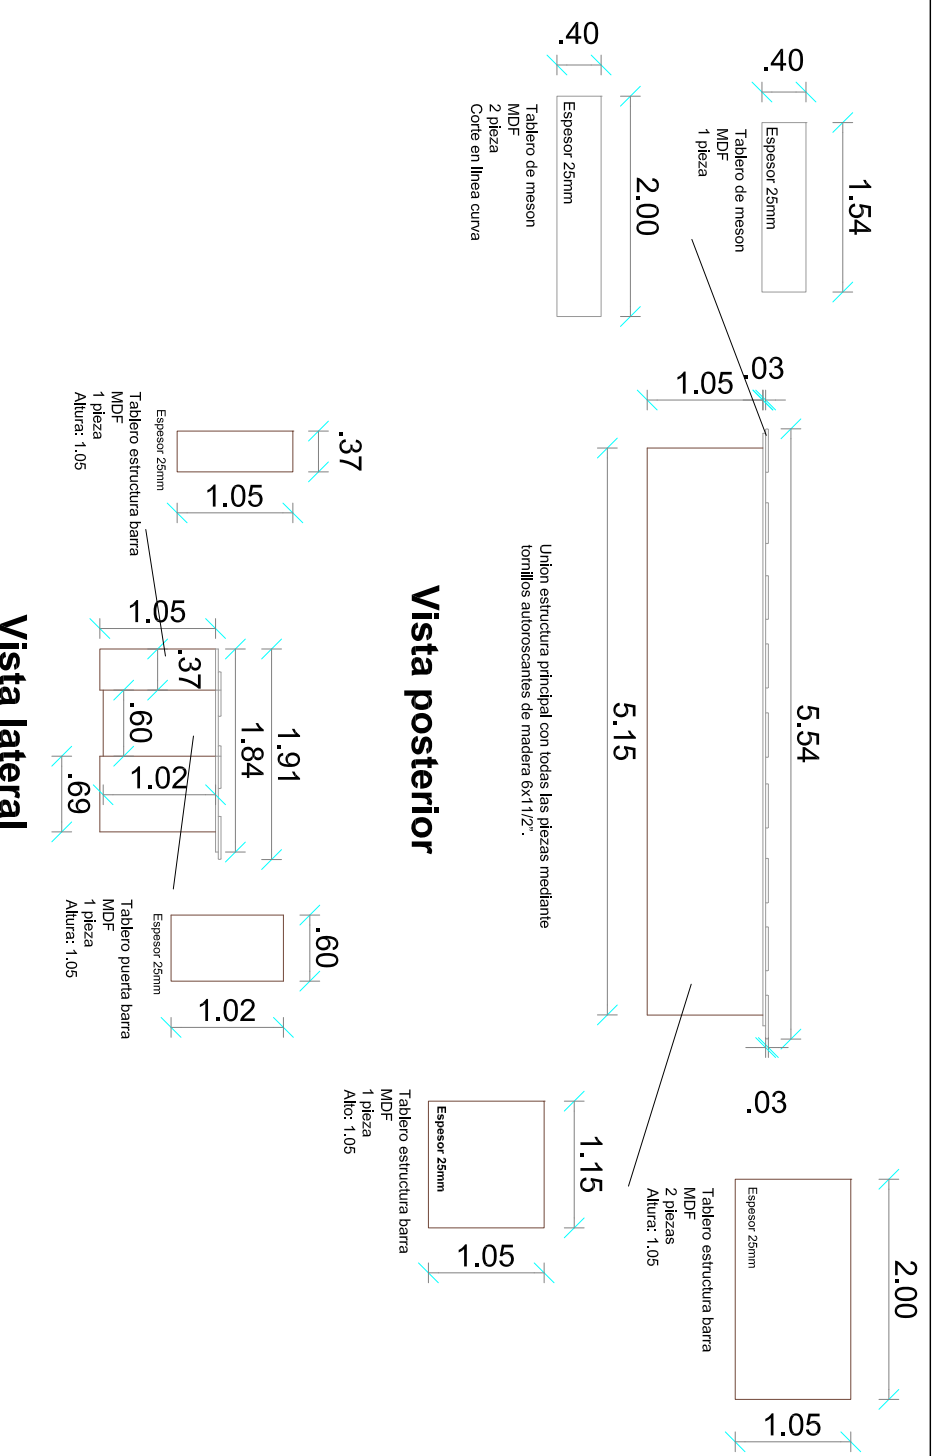 1.54
.40
Espesor 25mm
Tablero de meson
MDF
1 pieza
2.00
.40
Espesor 25mm
Tablero de meson
MDF
2 pieza
Corte en línea curva
5.54
.03
1.05
5.15
.03
2.00
1.05
Espesor 25mm
Tablero estructura barra
MDF
2 piezas
Altura: 1.05
1.15
1.05
Espesor 25mm
Tablero estructura barra
MDF
1 pieza
Alto: 1.05
Union estructura principal con todas las piezas mediante
tornillos autoroscantes de madera 6x11/2".
Vista posterior
.37
1.05
Espesor 25mm
Tablero estructura barra
MDF
1 pieza
Altura: 1.05
1.91
1.84
1.05
.37
.60
1.02
.69
.60
1.02
Espesor 25mm
Tablero puerta barra
MDF
1 pieza
Altura: 1.05
Vista lateral